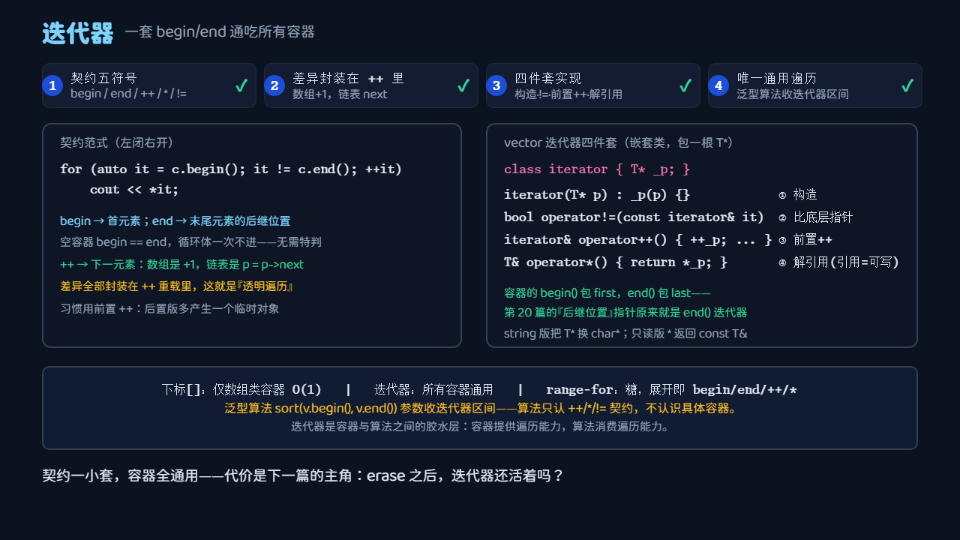 迭代器 一套 begin/end 通吃所有容器
1 契约五符号 ✓
begin / end / ++ / * / !=
2 差异封装在 ++ 里 ✓
数组+1，链表 next
3 四件套实现 ✓
构造·!=·前置++·解引用
4 唯一通用遍历 ✓
泛型算法收迭代器区间
契约范式（左闭右开）
for (auto it = c.begin(); it != c.end(); ++it)
cout << *it;
begin → 首元素；end → 末尾元素的后继位置
空容器 begin == end，循环体一次不进——无需特判
++ → 下一元素：数组是 +1，链表是 p = p->next
差异全部封装在 ++ 重载里，这就是『透明遍历』
习惯用前置 ++：后置版多产生一个临时对象
vector 迭代器四件套（嵌套类，包一根 T*）
class iterator { T* _p; }
iterator(T* p) : _p(p) {} ① 构造
bool operator!=(const iterator& it) ② 比底层指针
iterator& operator++() { ++_p; ... } ③ 前置++
T& operator*() { return *_p; } ④ 解引用(引用=可写)
容器的 begin() 包 first，end() 包 last——
第 20 篇的『后继位置』指针原来就是 end() 迭代器
string 版把 T* 换 char*；只读版 * 返回 const T&
下标[]：仅数组类容器 O(1) | 迭代器：所有容器通用 | range-for：糖，展开即 begin/end/++/*
泛型算法 sort(v.begin(), v.end()) 参数收迭代器区间——算法只认 ++/*/!= 契约，不认识具体容器。
迭代器是容器与算法之间的胶水层：容器提供遍历能力，算法消费遍历能力。
契约一小套，容器全通用——代价是下一篇的主角：erase 之后，迭代器还活着吗？